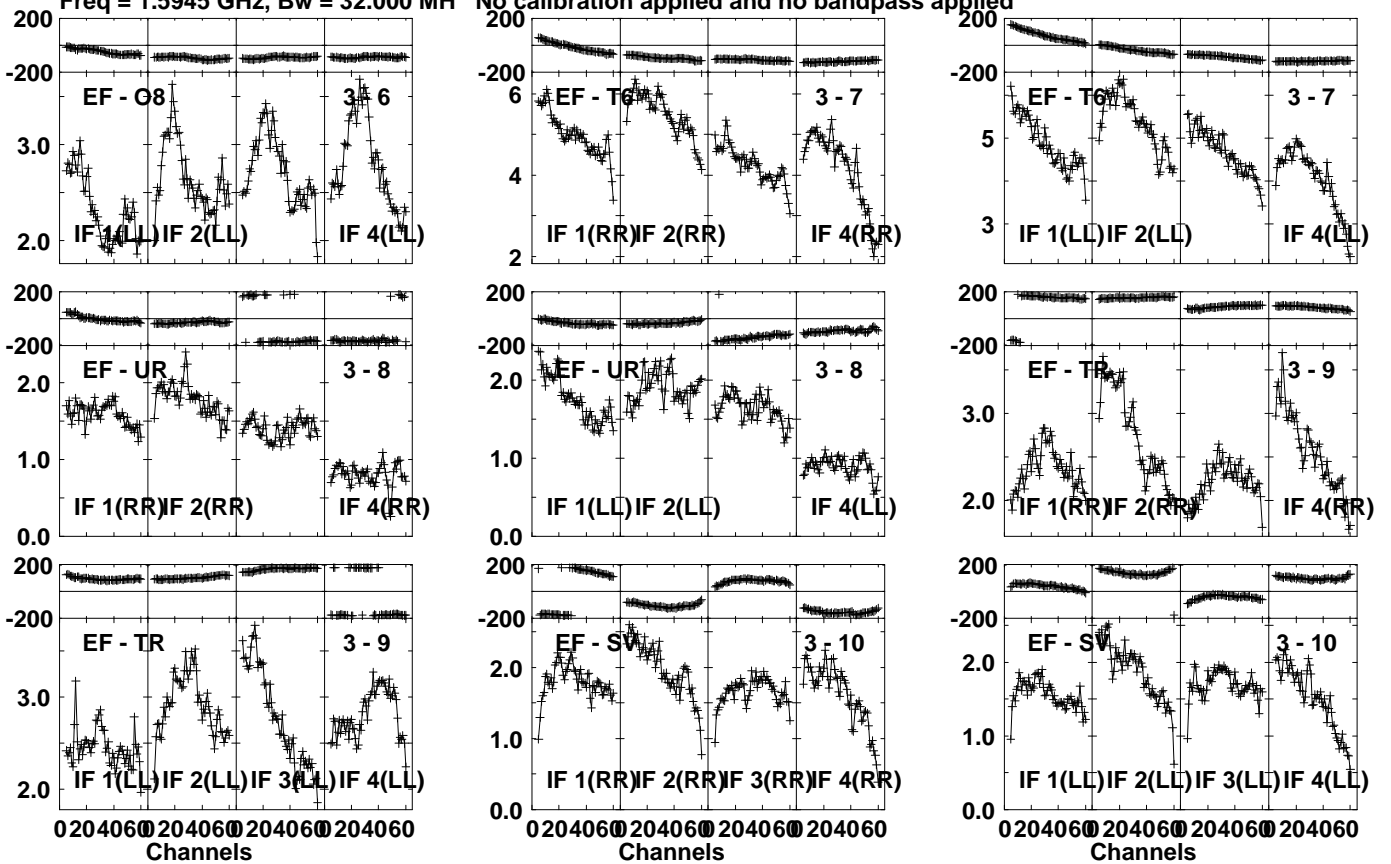 Freq = 1.5945 GHz, Bw = 32.000 MH No calibration applied and no bandpass applied
200 200 200
-200 -200 -200
EF - O8 3 - 6 EF - T6 3 - 7 EF - T6 3 - 7
3.0 6 5
2.0 4 3
2
IF 1(LL) IF 2(LL) IF 4(LL) IF 1(RR) IF 2(RR) IF 4(RR) IF 1(LL) IF 2(LL) IF 4(LL)
200 200 200
-200 -200 -200
EF - UR 3 - 8 EF - UR 3 - 8 EF - TR 3 - 9
2.0 2.0 3.0
1.0 1.0 2.0
IF 1(RR) IF 2(RR) IF 4(RR) IF 1(LL) IF 2(LL) IF 4(LL) IF 1(RR) IF 2(RR) IF 4(RR)
0.0 0.0
200 200 200
-200 -200 -200
EF - TR 3 - 9 EF - SV 3 - 10 EF - SV 3 - 10
3.0 2.0 2.0
2.0 1.0 1.0
IF 1(LL) IF 2(LL) IF 3(LL) IF 4(LL) IF 1(RR) IF 2(RR) IF 3(RR) IF 4(RR) IF 1(LL) IF 2(LL) IF 3(LL) IF 4(LL)
0.0 0.0
0 20 40 60 0 20 40 60 0 20 40 60 0 20 40 60 0 20 40 60 0 20 40 60 0 20 40 60 0 20 40 60 0 20 40 60 0 20 40 60 0 20 40 60 0 20 40 60
Channels Channels Channels